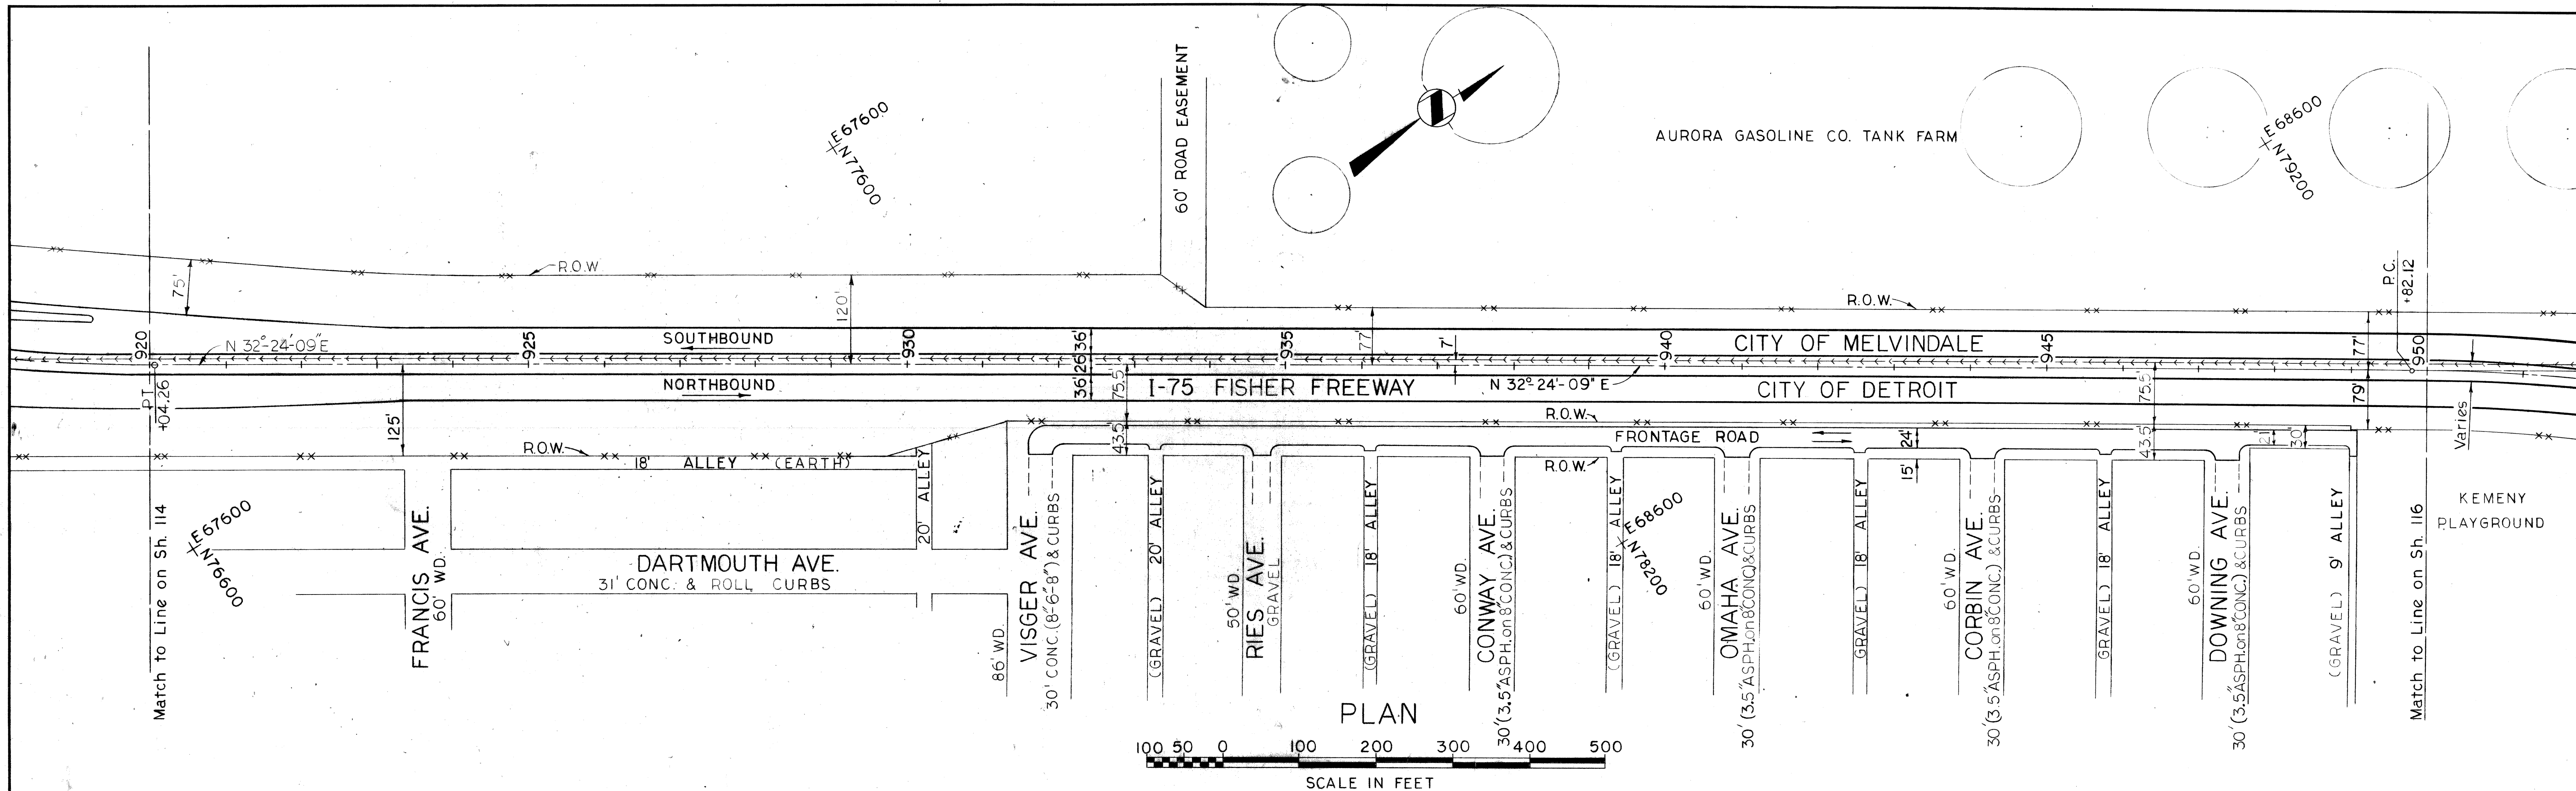 60' ROAD EASEMENT
AURORA GASOLINE CO. TANK FARM
E 67600
N 77600
E 68600
N 79200
R.O.W
75'
120'
R.O.W.
P.C.
+82.12
920
N 32°-24'-09" E
925
SOUTHBOUND
930
36'
26'
36'
935
77'
7'
940
CITY OF MELVINDALE
945
77'
950
P.T.
+04.26
NORTHBOUND
75.5'
I-75 FISHER FREEWAY
N 32°-24'-09" E
CITY OF DETROIT
75.5'
79'
125'
R.O.W.
18' ALLEY (EARTH)
43.5'
R.O.W.
FRONTAGE ROAD
24'
R.O.W.
15'
43.5'
21'
30'
Varies
Match to Line on Sh. 114
E 67600
N 76600
FRANCIS AVE.
60' WD.
DARTMOUTH AVE.
31' CONC. & ROLL CURBS
20' ALLEY
86' WD.
VISGER AVE.
30' CONC. (8"-6"-8") & CURBS
(GRAVEL) 20' ALLEY
50' WD.
RIES AVE.
GRAVEL
(GRAVEL) 18' ALLEY
60' WD.
CONWAY AVE.
30' (3.5" ASPH. on 8" CONC.) & CURBS
(GRAVEL) 18' ALLEY
E 68600
N 78200
60' WD.
OMAHA AVE.
30' (3.5" ASPH. on 8" CONC) & CURBS
GRAVEL) 18' ALLEY
60' WD.
CORBIN AVE.
30' (3.5" ASPH. on 8" CONC.) & CURBS
GRAVEL) 18' ALLEY
60' WD.
DOWNING AVE.
30' (3.5" ASPH. on 8" CONC.) & CURBS
(GRAVEL) 9' ALLEY
Match to Line on Sh. 116
KEMENY
PLAYGROUND
PLAN
100 50 0 100 200 300 400 500
SCALE IN FEET